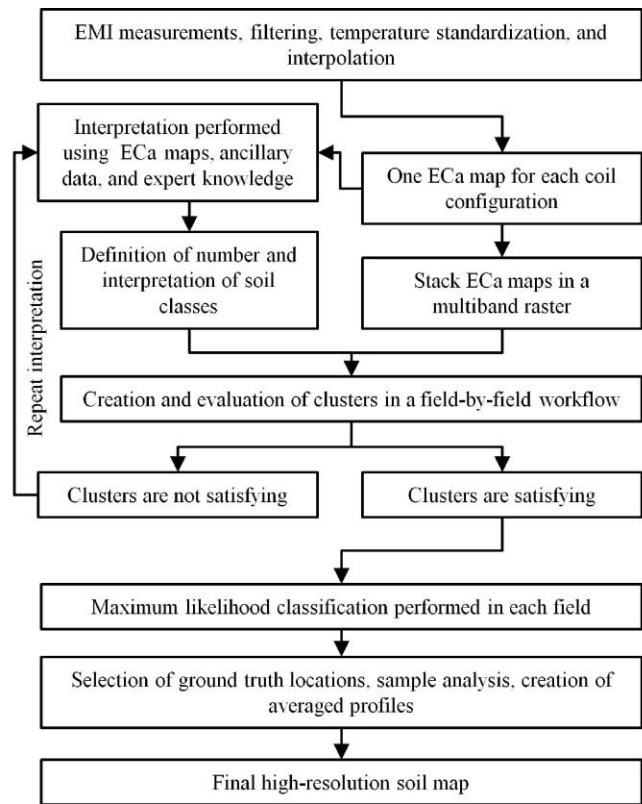 EMI measurements, filtering, temperature standardization, and
interpolation
Interpretation performed
using ECa maps, ancillary
data, and expert knowledge
One ECa map for each coil
configuration
Definition of number and
interpretation of soil
classes
Stack ECa maps in a
multiband raster
Repeat interpretation
Creation and evaluation of clusters in a field-by-field workflow
Clusters are not satisfying
Clusters are satisfying
Maximum likelihood classification performed in each field
Selection of ground truth locations, sample analysis, creation of
averaged profiles
Final high-resolution soil map